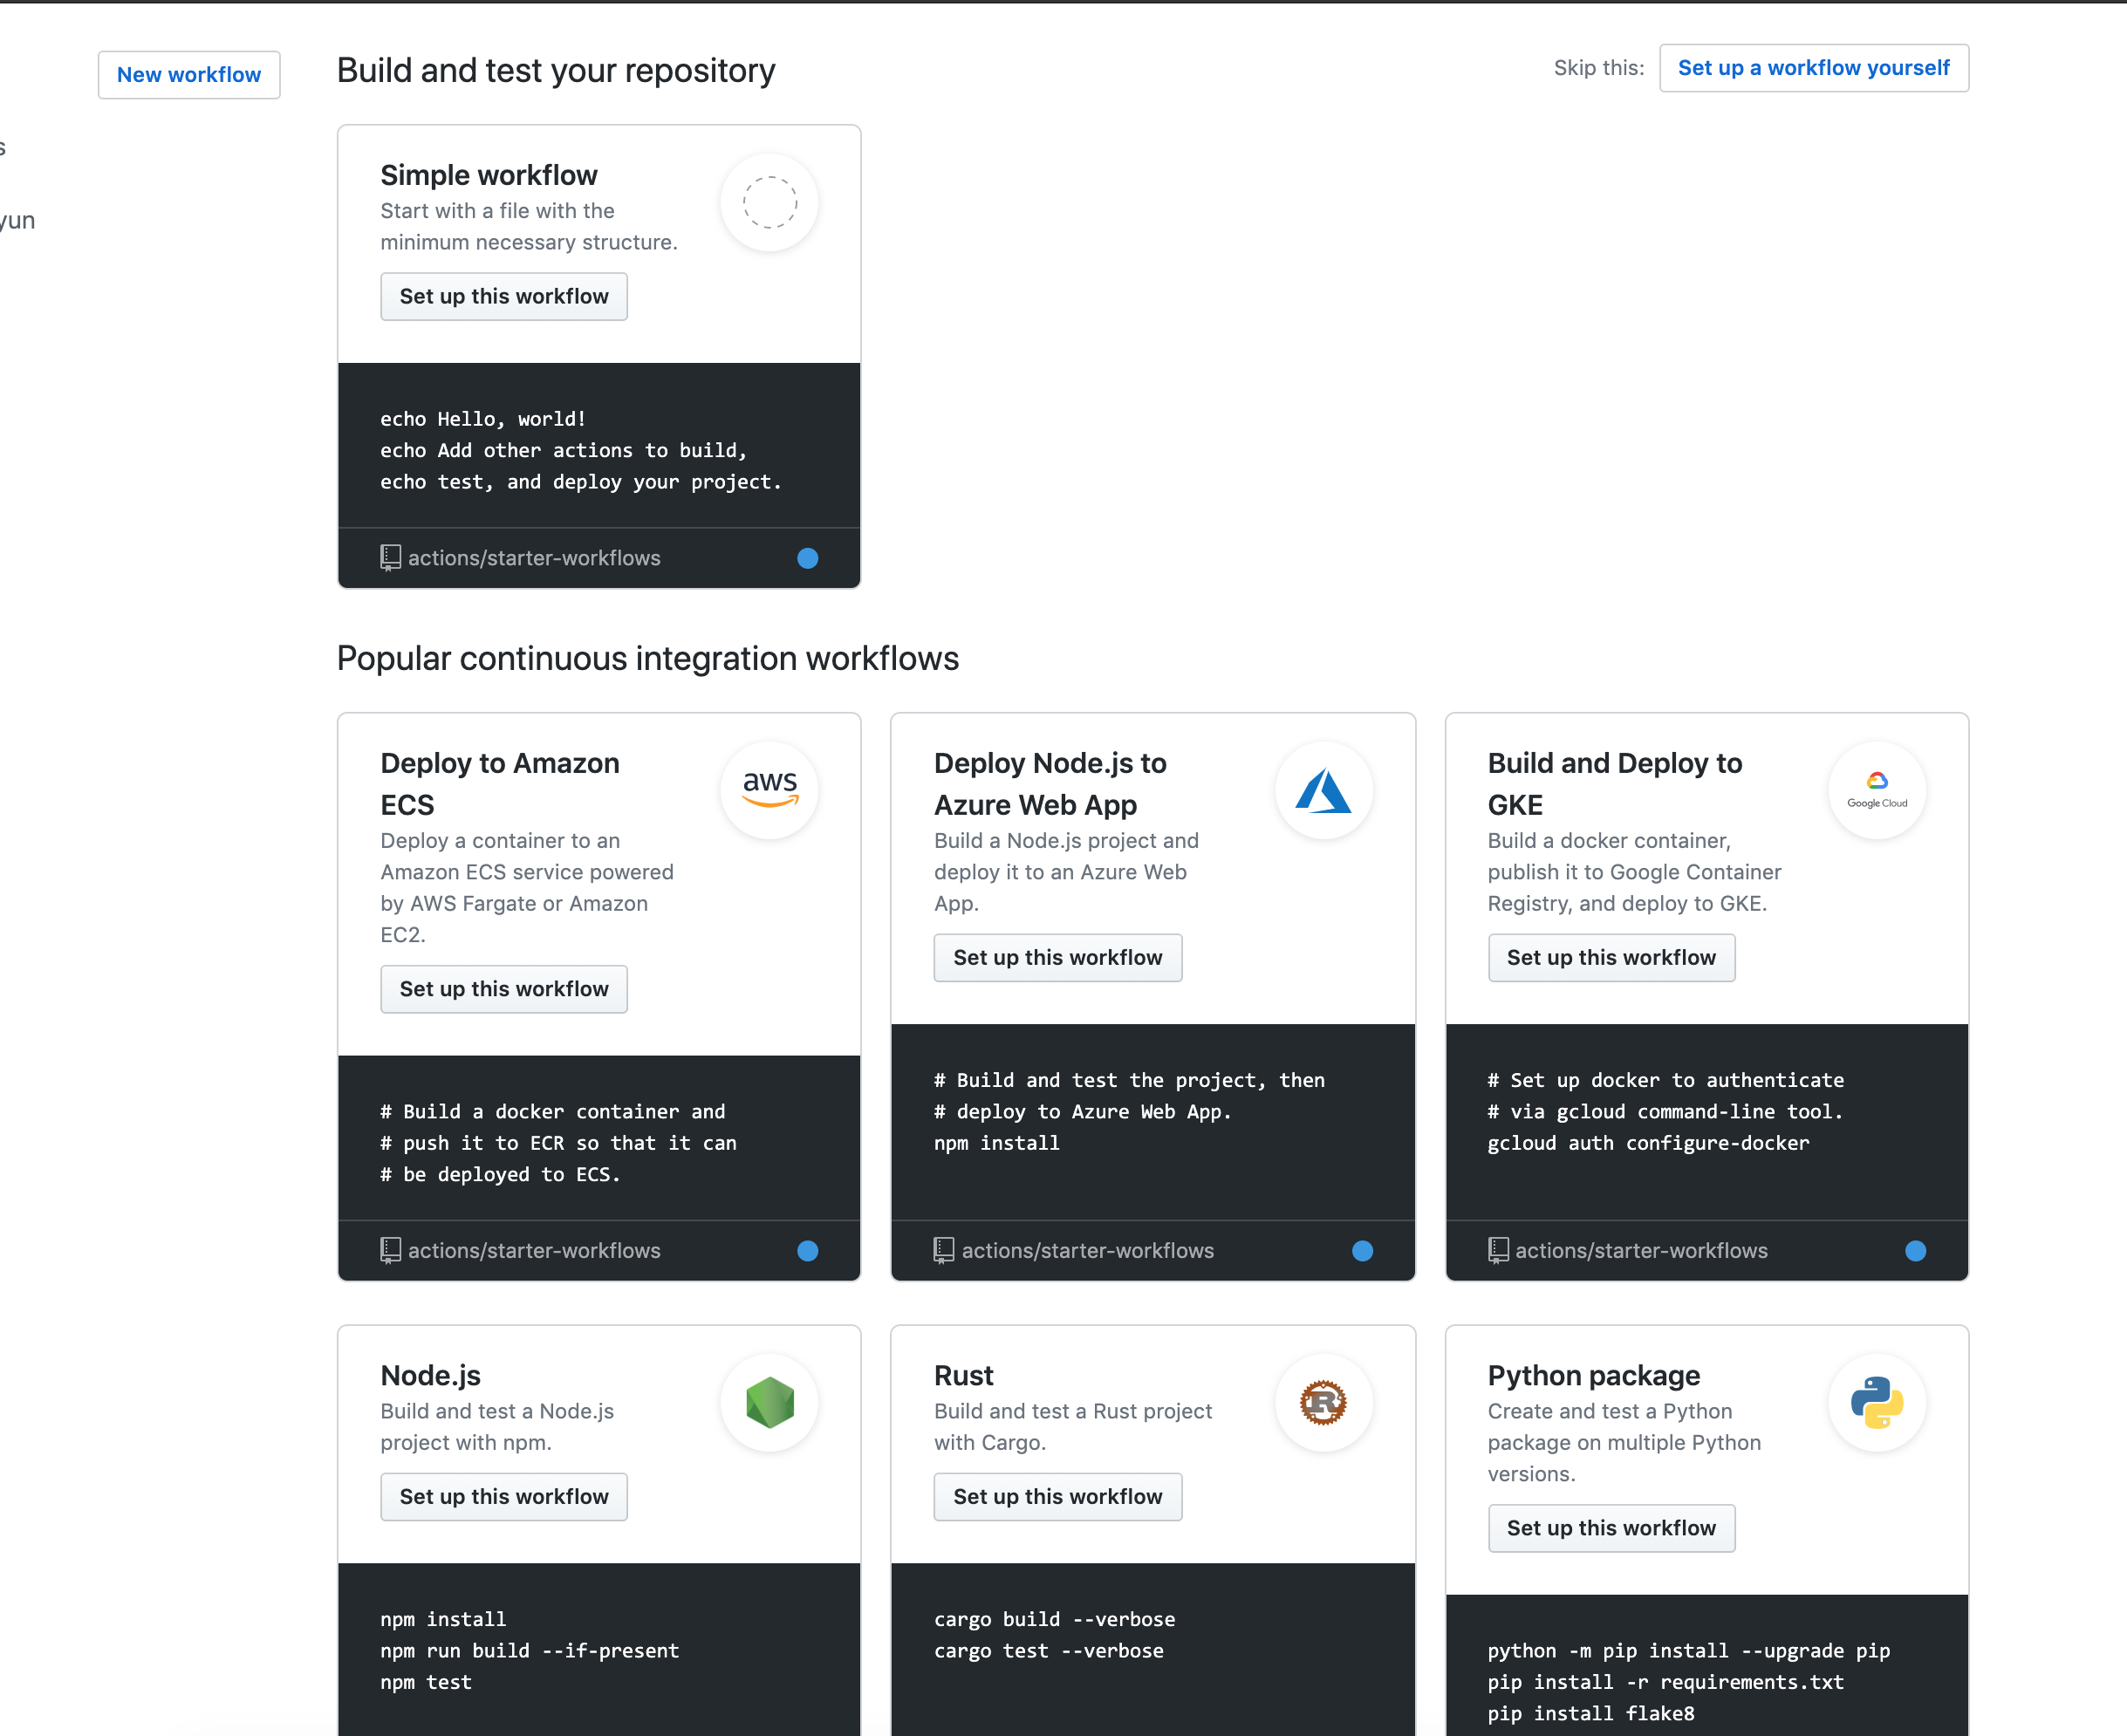 New workflow
Build and test your repository
Skip this:
Set up a workflow yourself
s
yun
Simple workflow
Start with a file with the
minimum necessary structure.
Set up this workflow
echo Hello, world!
echo Add other actions to build,
echo test, and deploy your project.
actions/starter-workflows
Popular continuous integration workflows
Deploy to Amazon
ECS
aws
Deploy a container to an
Amazon ECS service powered
by AWS Fargate or Amazon
EC2.
Set up this workflow
# Build a docker container and
# push it to ECR so that it can
# be deployed to ECS.
actions/starter-workflows
Deploy Node.js to
Azure Web App
Build a Node.js project and
deploy it to an Azure Web
App.
Set up this workflow
# Build and test the project, then
# deploy to Azure Web App.
npm install
actions/starter-workflows
Build and Deploy to
GKE
Google Cloud
Build a docker container,
publish it to Google Container
Registry, and deploy to GKE.
Set up this workflow
# Set up docker to authenticate
# via gcloud command-line tool.
gcloud auth configure-docker
actions/starter-workflows
Node.js
Build and test a Node.js
project with npm.
Set up this workflow
npm install
npm run build --if-present
npm test
Rust
R
Build and test a Rust project
with Cargo.
Set up this workflow
cargo build --verbose
cargo test --verbose
Python package
Create and test a Python
package on multiple Python
versions.
Set up this workflow
python -m pip install --upgrade pip
pip install -r requirements.txt
pip install flake8